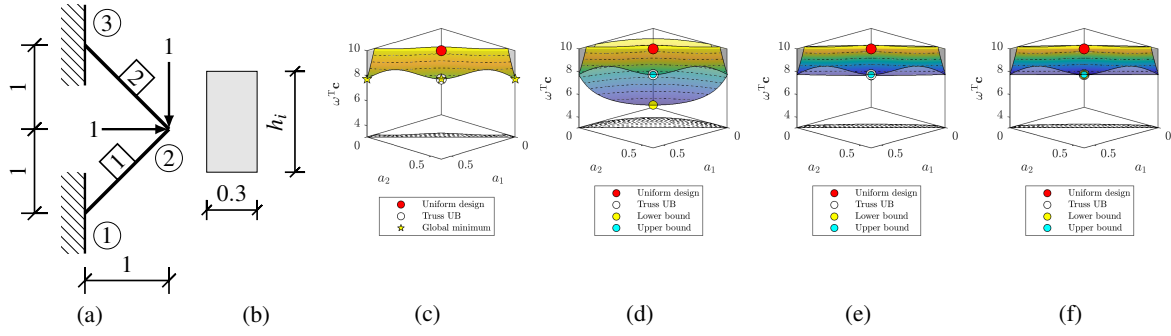 ③
1
2
1
1
1
1
②
①
1
(a)
h_i
0.3
(b)
ω^T c
10
8
6
4
3
0
0.5
0.5
0
a_2
a_1
Uniform design
Truss UB
Global minimum
(c)
ω^T c
10
8
6
4
3
0
0.5
0.5
0
a_2
a_1
Uniform design
Truss UB
Lower bound
Upper bound
(d)
ω^T c
10
8
6
4
3
0
0.5
0.5
0
a_2
a_1
Uniform design
Truss UB
Lower bound
Upper bound
(e)
ω^T c
10
8
6
4
3
0
0.5
0.5
0
a_2
a_1
Uniform design
Truss UB
Lower bound
Upper bound
(f)